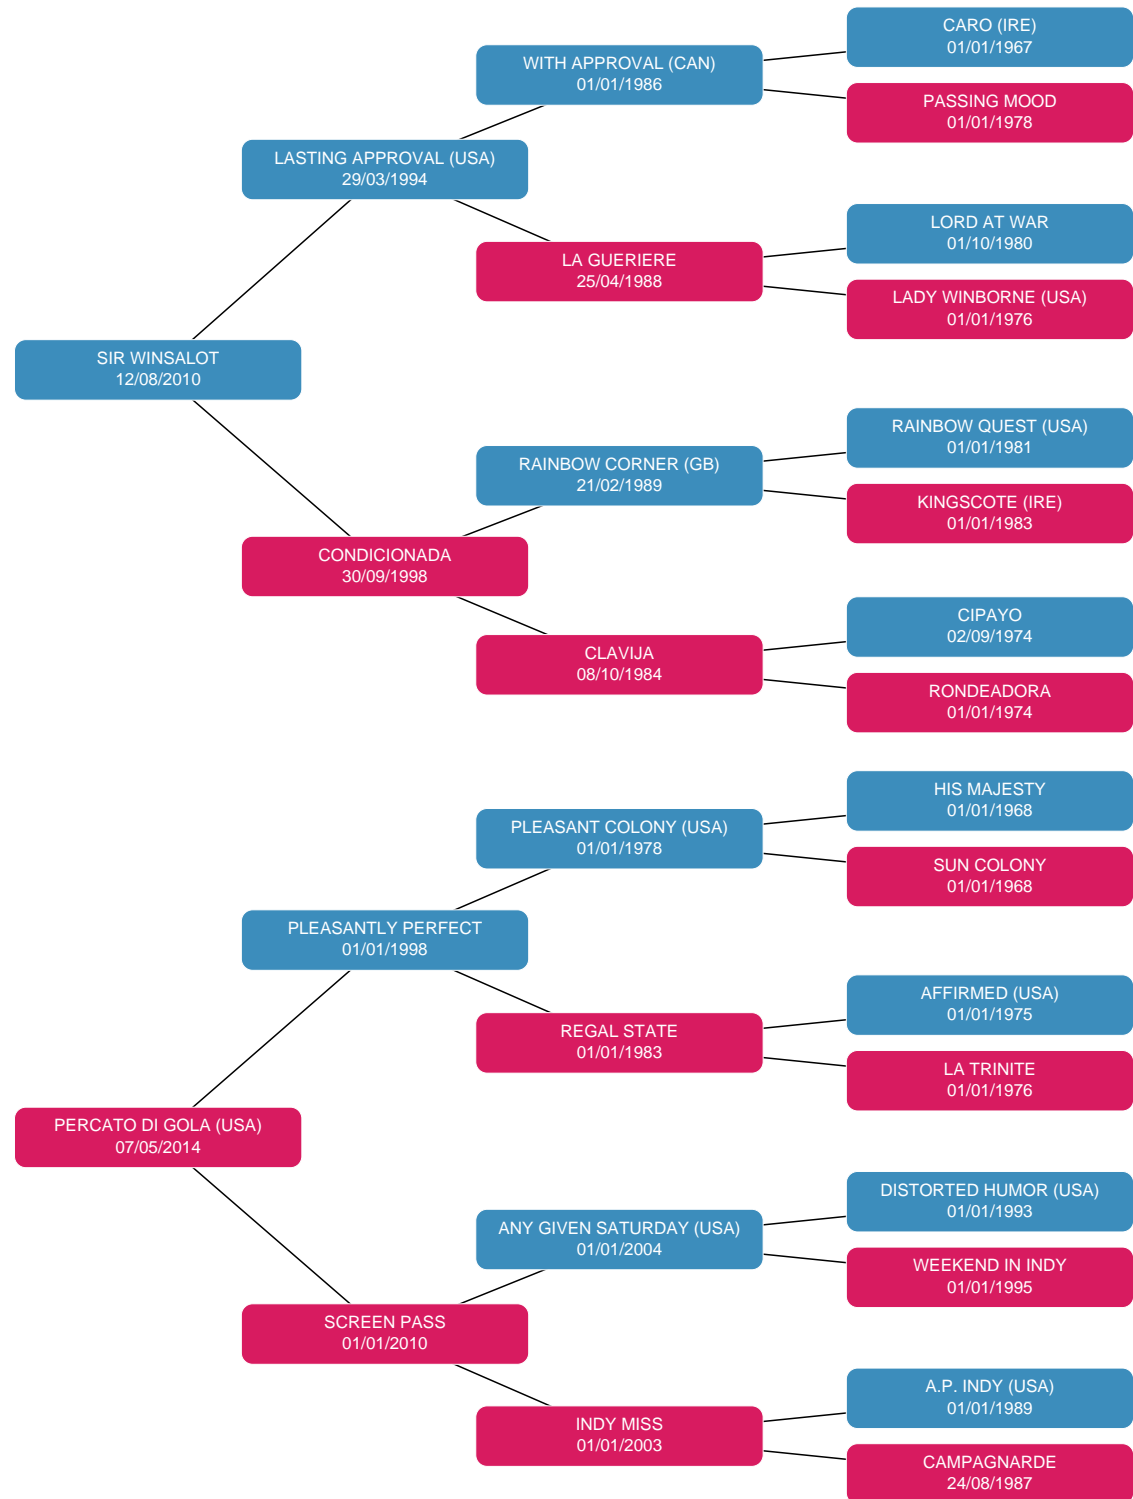 CARO (IRE)
01/01/1967
WITH APPROVAL (CAN)
01/01/1986
PASSING MOOD
01/01/1978
LASTING APPROVAL (USA)
29/03/1994
LORD AT WAR
01/10/1980
LA GUERIERE
25/04/1988
LADY WINBORNE (USA)
01/01/1976
SIR WINSALOT
12/08/2010
RAINBOW QUEST (USA)
01/01/1981
RAINBOW CORNER (GB)
21/02/1989
KINGSCOTE (IRE)
01/01/1983
CONDICIONADA
30/09/1998
CIPAYO
02/09/1974
CLAVIJA
08/10/1984
RONDEADORA
01/01/1974
HIS MAJESTY
01/01/1968
PLEASANT COLONY (USA)
01/01/1978
SUN COLONY
01/01/1968
PLEASANTLY PERFECT
01/01/1998
AFFIRMED (USA)
01/01/1975
REGAL STATE
01/01/1983
LA TRINITE
01/01/1976
PERCATO DI GOLA (USA)
07/05/2014
DISTORTED HUMOR (USA)
01/01/1993
ANY GIVEN SATURDAY (USA)
01/01/2004
WEEKEND IN INDY
01/01/1995
SCREEN PASS
01/01/2010
A.P. INDY (USA)
01/01/1989
INDY MISS
01/01/2003
CAMPAGNARDE
24/08/1987